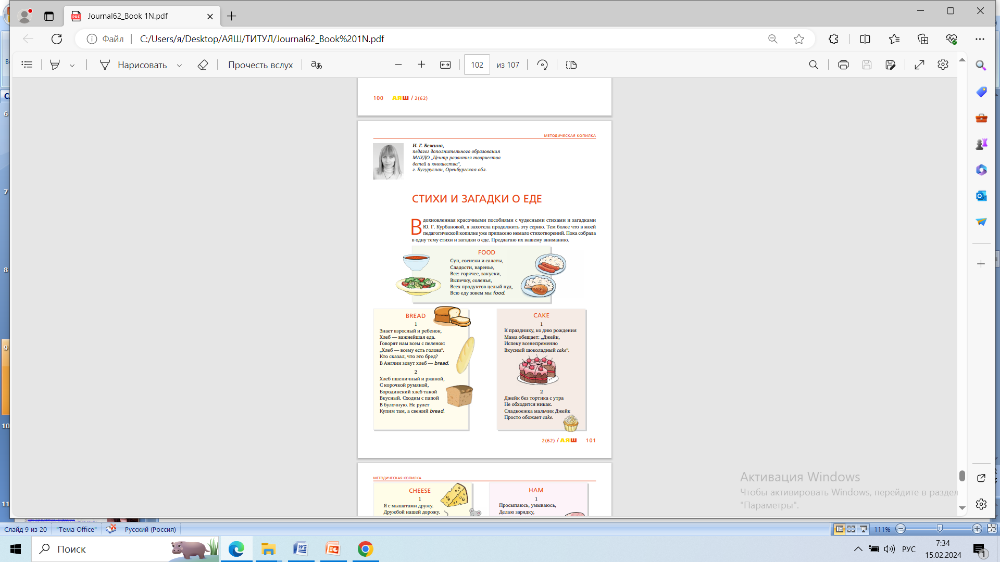 Journal62_Book 1N.pdf
Файл
C:/Users/я/Desktop/АЯШ/ТИТУЛ/Journal62_Book%201N.pdf
Нарисовать
Прочесть вслух
102
из 107
100 АЯШ / 2(62)
МЕТОДИЧЕСКАЯ КОПИЛКА
И. Г. Бежина,
педагог дополнительного образования
МАУДО „Центр развития творчества
детей и юношества“,
г. Бугуруслан, Оренбургская обл.
СТИХИ И ЗАГАДКИ О ЕДЕ
Вдохновленная красочными пособиями с чудесными стихами и загадками
Ю. Г. Курбановой, я захотела продолжить эту серию. Тем более что в моей
педагогической копилке уже припасено немало стихотворений. Пока собрала
в одну тему стихи и загадки о еде. Предлагаю их вашему вниманию.
FOOD
Суп, сосиски и салаты,
Сладости, варенье,
Все: горячее, закуски,
Выпечку, соленья,
Всех продуктов целый пуд,
Всю еду зовем мы food.
BREAD
1
Знает взрослый и ребенок,
Хлеб — важнейшая еда.
Говорят нам всем с пеленок:
„Хлеб — всему есть голова“.
Кто сказал, что это бред?
В Англии зовут хлеб — bread.
2
Хлеб пшеничный и ржаной,
С корочкой румяной,
Бородинский хлеб такой
Вкусный. Сходим с папой
В булочную. Не рулет
Купим там, а свежий bread.
CAKE
1
К празднику, ко дню рождения
Мама обещает: „Джейк,
Испеку всенепременно
Вкусный шоколадный cake“.
2
Джейк без тортика с утра
Не обходится никак.
Сладкоежка мальчик Джейк
Просто обожает cake.
2(62) / АЯШ 101
МЕТОДИЧЕСКАЯ КОПИЛКА
CHEESE
1
Я с мышатами дружу.
Дружбой нашей дорожу.
HAM
1
Просыпаюсь, умываюсь,
Делаю зарядку,
Активация Windows
Чтобы активировать Windows, перейдите в раздел
"Параметры".
6
7
8
9
10
11
Слайд 9 из 20
"Тема Office"
Русский (Россия)
111%
Поиск
РУС
7:34
15.02.2024
1